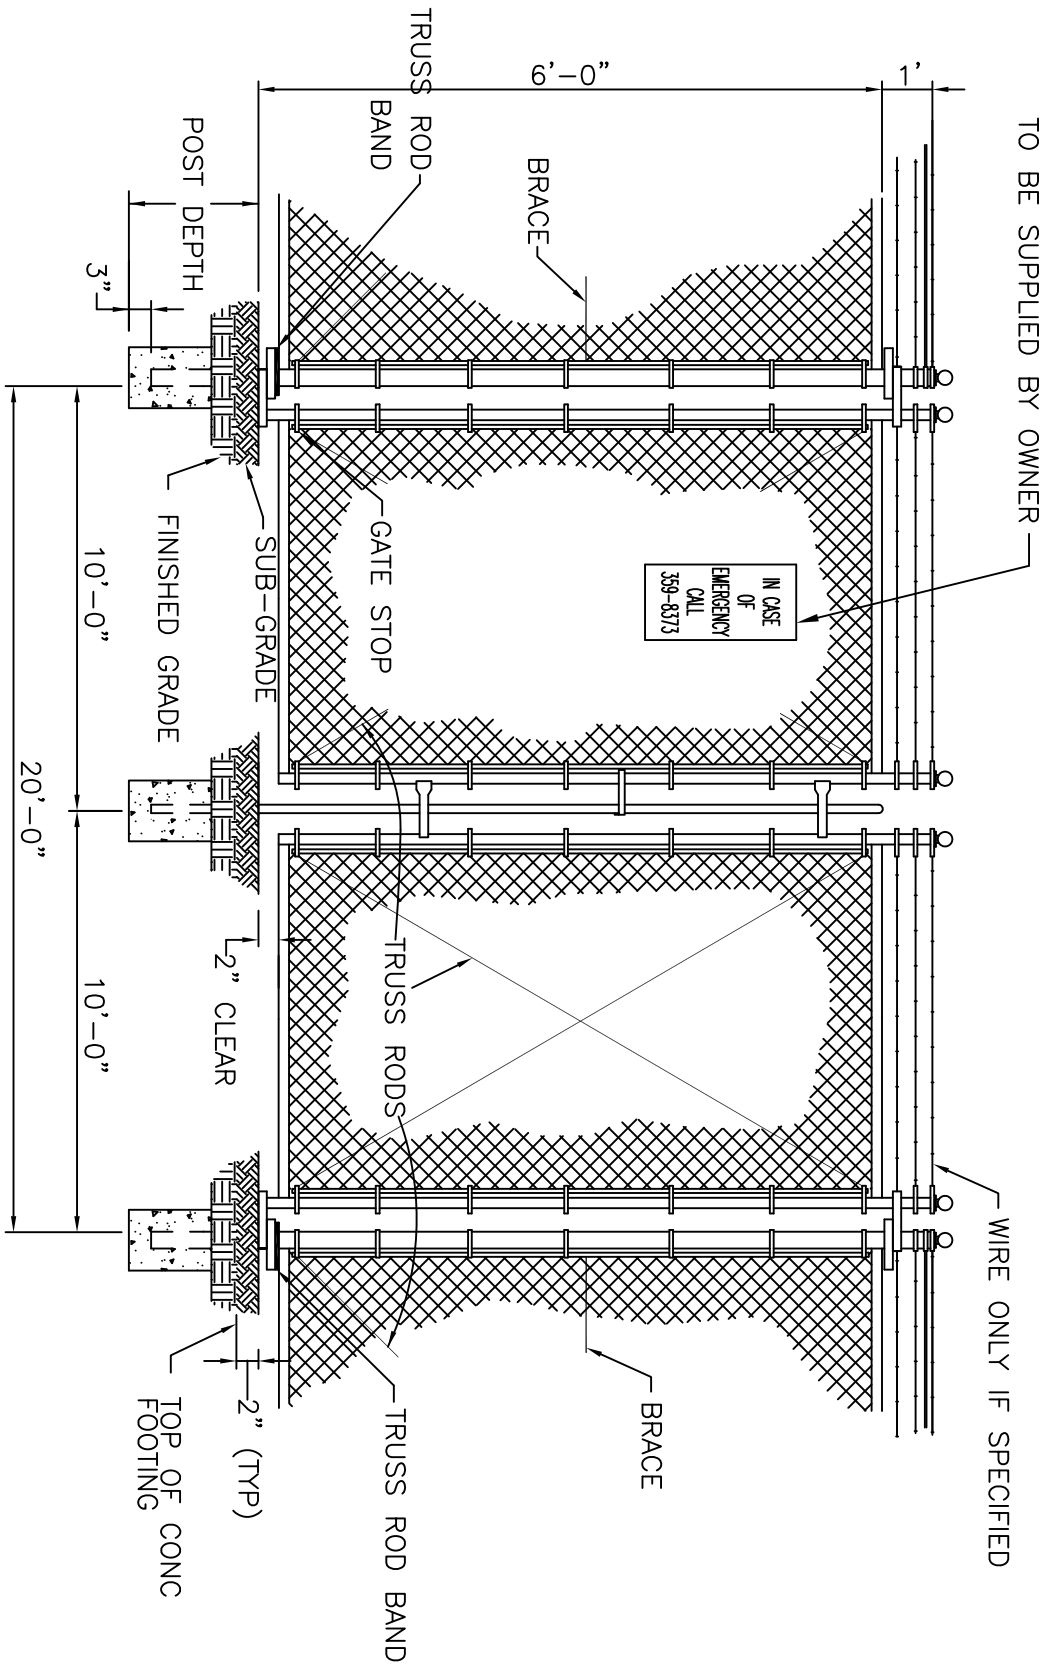 TO BE SUPPLIED BY OWNER
WIRE ONLY IF SPECIFIED
1'
6'-0"
BRACE
IN CASE
OF
EMERGENCY
CALL
359-8373
BRACE
TRUSS ROD
BAND
GATE STOP
TRUSS RODS
TRUSS ROD BAND
POST DEPTH
3"
SUB-GRADE
FINISHED GRADE
2" CLEAR
2" (TYP)
TOP OF CONC
FOOTING
10'-0"
10'-0"
20'-0"